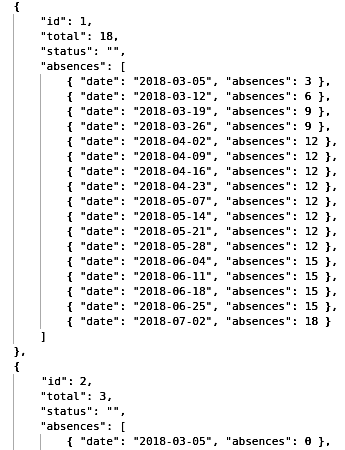 {
"id": 1,
"total": 18,
"status": "",
"absences": [
{ "date": "2018-03-05", "absences": 3 },
{ "date": "2018-03-12", "absences": 6 },
{ "date": "2018-03-19", "absences": 9 },
{ "date": "2018-03-26", "absences": 9 },
{ "date": "2018-04-02", "absences": 12 },
{ "date": "2018-04-09", "absences": 12 },
{ "date": "2018-04-16", "absences": 12 },
{ "date": "2018-04-23", "absences": 12 },
{ "date": "2018-05-07", "absences": 12 },
{ "date": "2018-05-14", "absences": 12 },
{ "date": "2018-05-21", "absences": 12 },
{ "date": "2018-05-28", "absences": 12 },
{ "date": "2018-06-04", "absences": 15 },
{ "date": "2018-06-11", "absences": 15 },
{ "date": "2018-06-18", "absences": 15 },
{ "date": "2018-06-25", "absences": 15 },
{ "date": "2018-07-02", "absences": 18 }
]
},
{
"id": 2,
"total": 3,
"status": "",
"absences": [
{ "date": "2018-03-05", "absences": 0 },